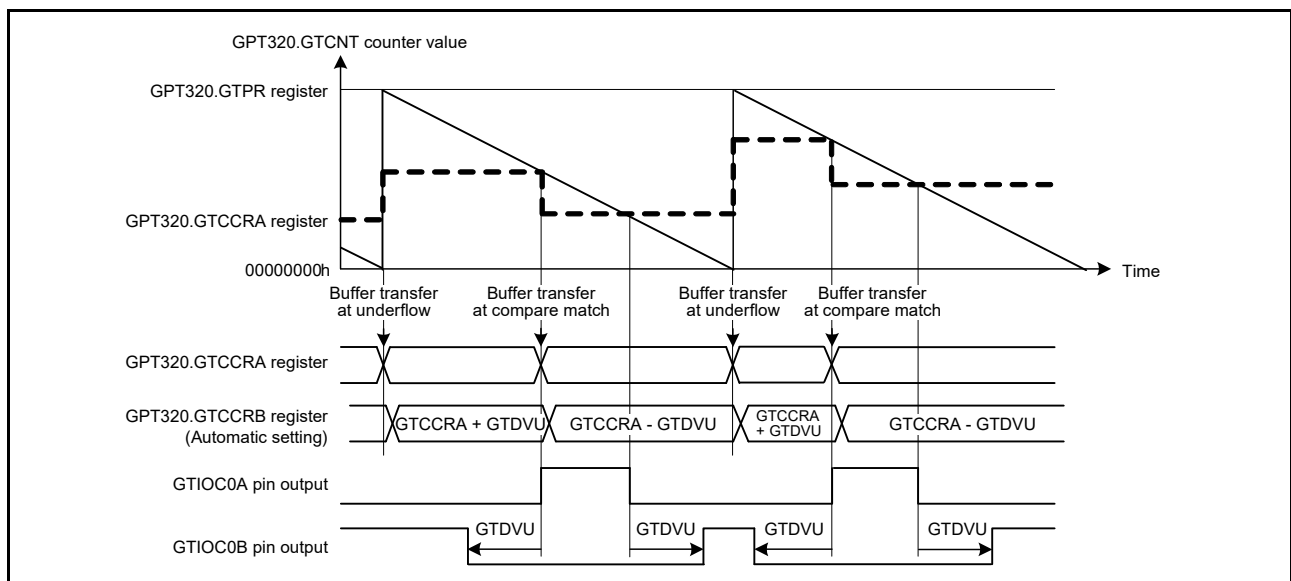 GPT320.GTCNT counter value
GPT320.GTPR register
GPT320.GTCCRA register
00000000h
Time
Buffer transfer
at underflow
Buffer transfer
at compare match
Buffer transfer
at underflow
Buffer transfer
at compare match
GPT320.GTCCRA register
GPT320.GTCCRB register
(Automatic setting)
GTCCRA + GTDVU
GTCCRA - GTDVU
GTCCRA
+ GTDVU
GTCCRA - GTDVU
GTIOC0A pin output
GTIOC0B pin output
GTDVU
GTDVU
GTDVU
GTDVU